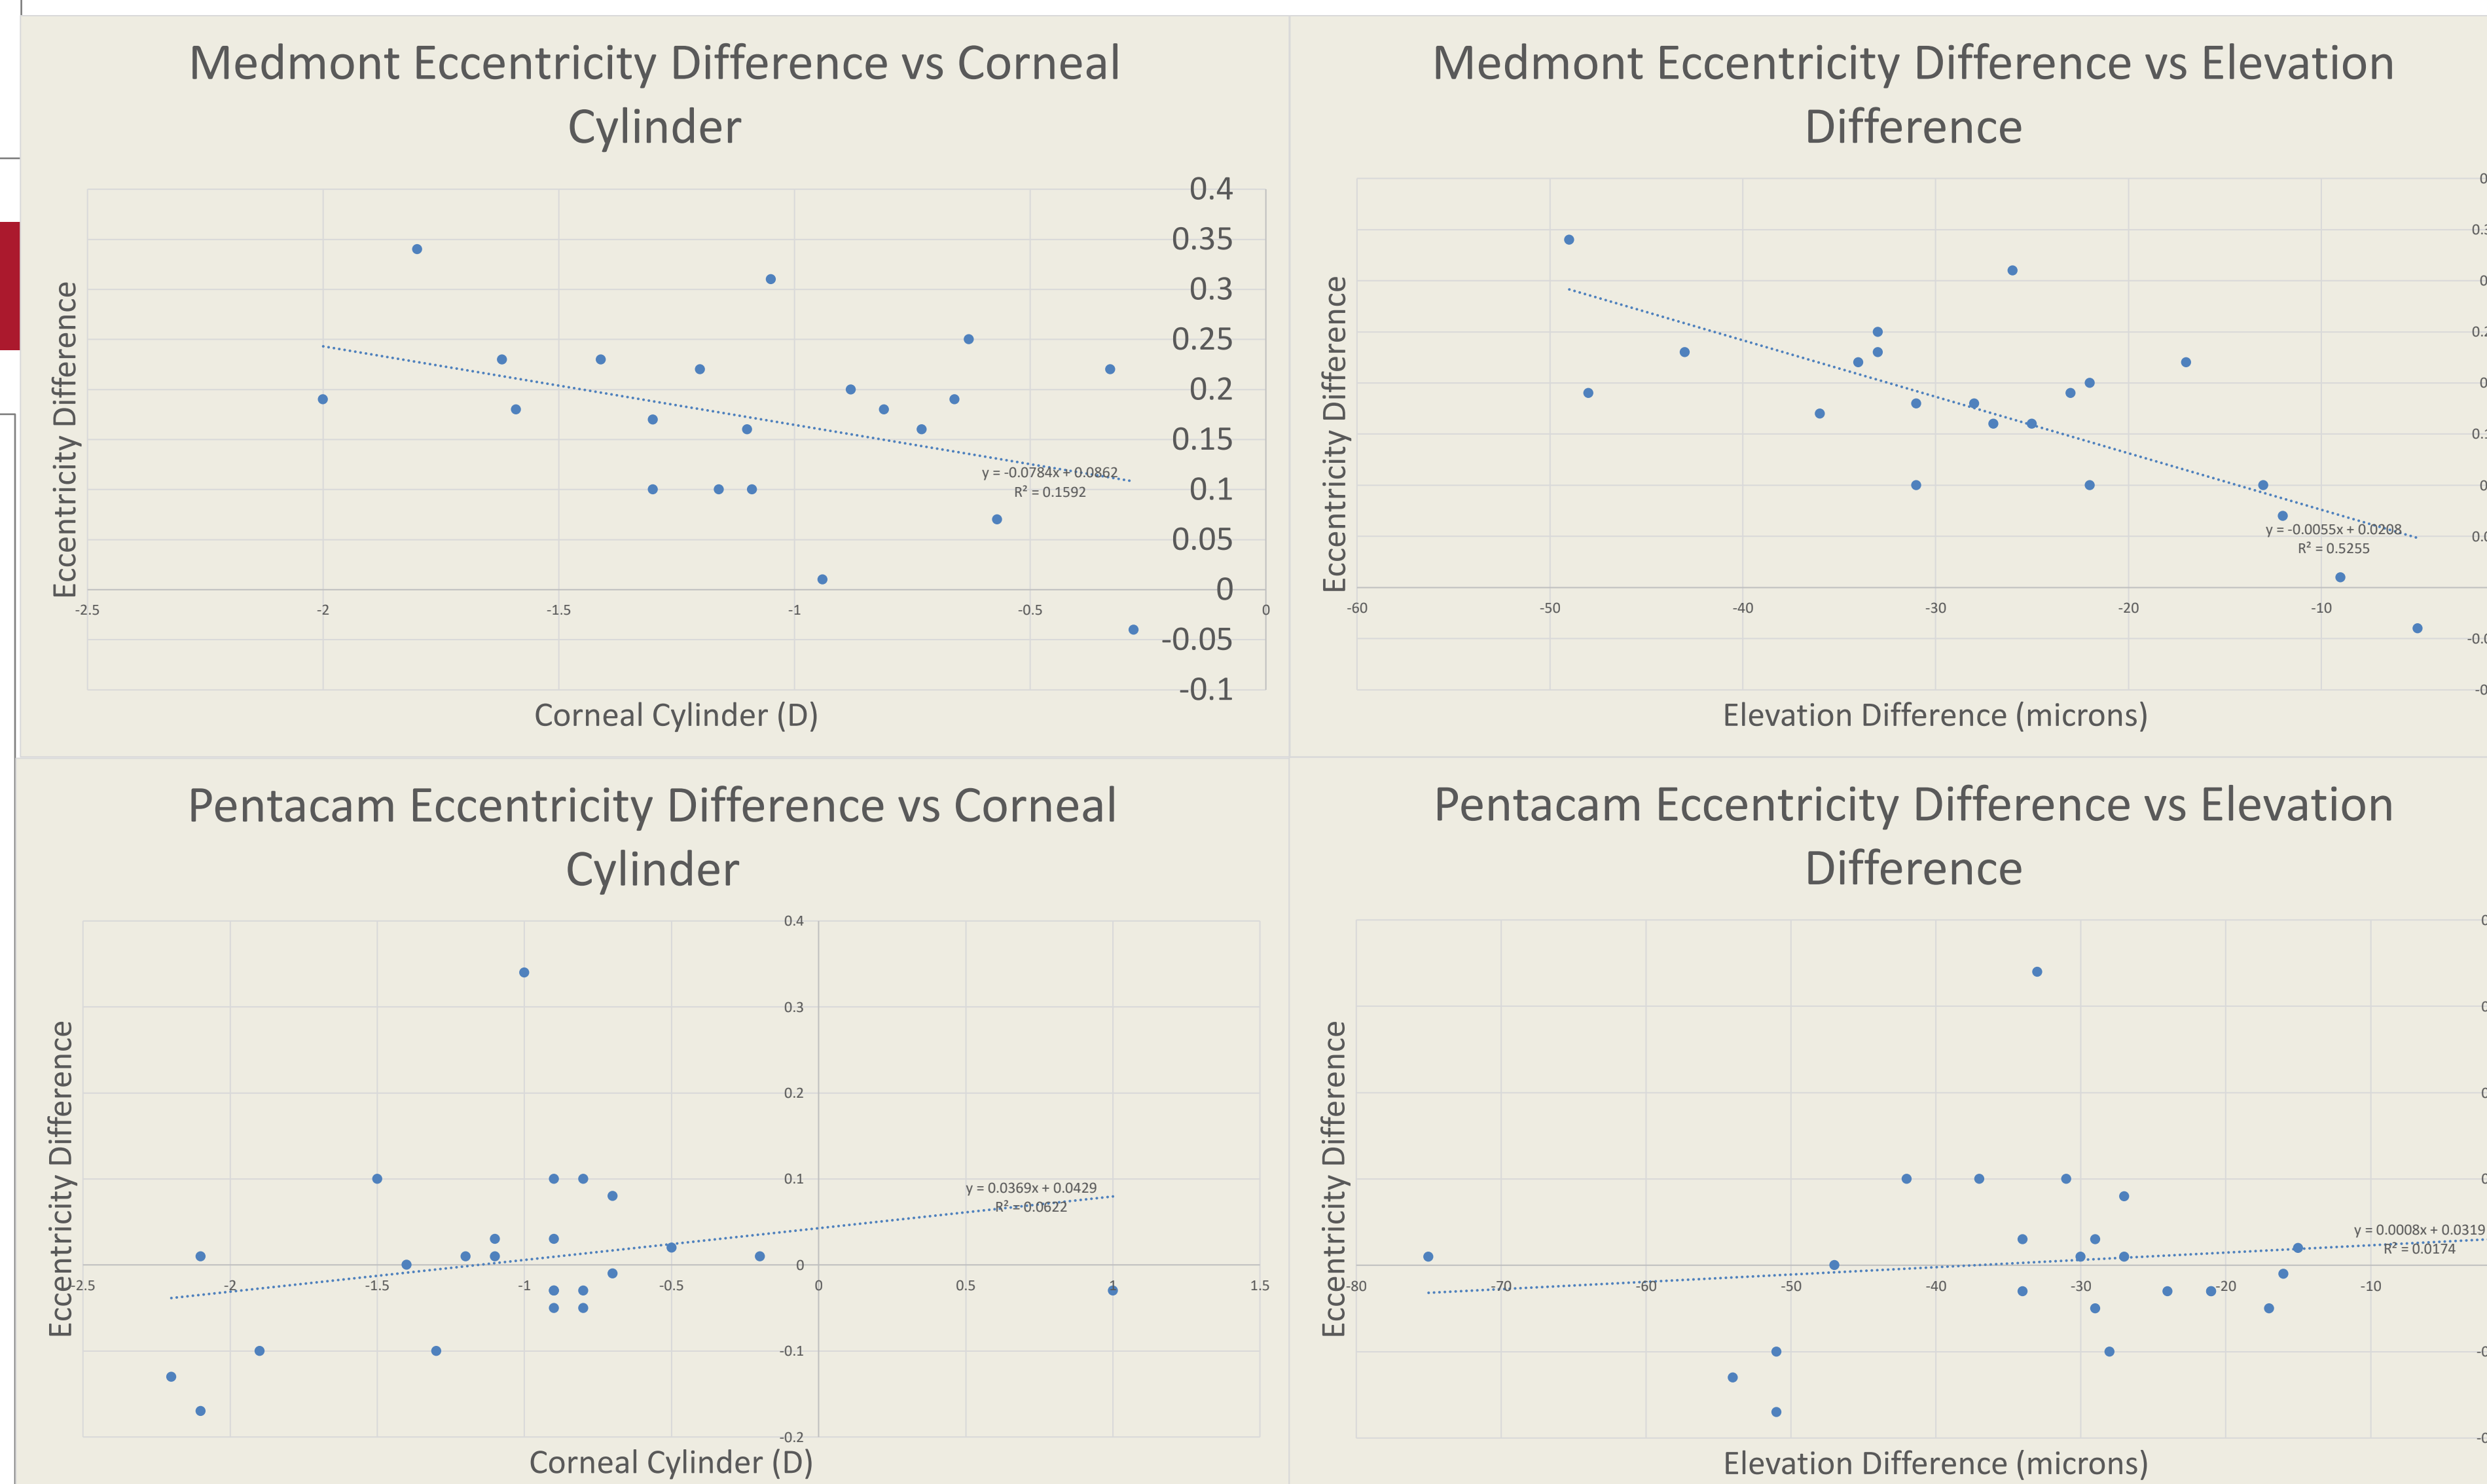 Medmont Eccentricity Difference vs Corneal
Cylinder
0.4
0.35
0.3
0.25
0.2
0.15
0.1
0.05
0
-0.05
-0.1
-2.5
-2
-1.5
-1
-0.5
0
y = -0.0784x + 0.0862
R² = 0.1592
Eccentricity Difference
Corneal Cylinder (D)
Medmont Eccentricity Difference vs Elevation
Difference
-60
-50
-40
-30
-20
-10
y = -0.0055x + 0.0208
R² = 0.5255
Eccentricity Difference
Elevation Difference (microns)
Pentacam Eccentricity Difference vs Corneal
Cylinder
0.4
0.3
0.2
0.1
0
-0.1
-0.2
-2.5
-2
-1.5
-1
-0.5
0
0.5
1
1.5
y = 0.0369x + 0.0429
R² = 0.0622
Eccentricity Difference
Corneal Cylinder (D)
Pentacam Eccentricity Difference vs Elevation
Difference
-80
-70
-60
-50
-40
-30
-20
-10
y = 0.0008x + 0.0319
R² = 0.0174
Eccentricity Difference
Elevation Difference (microns)